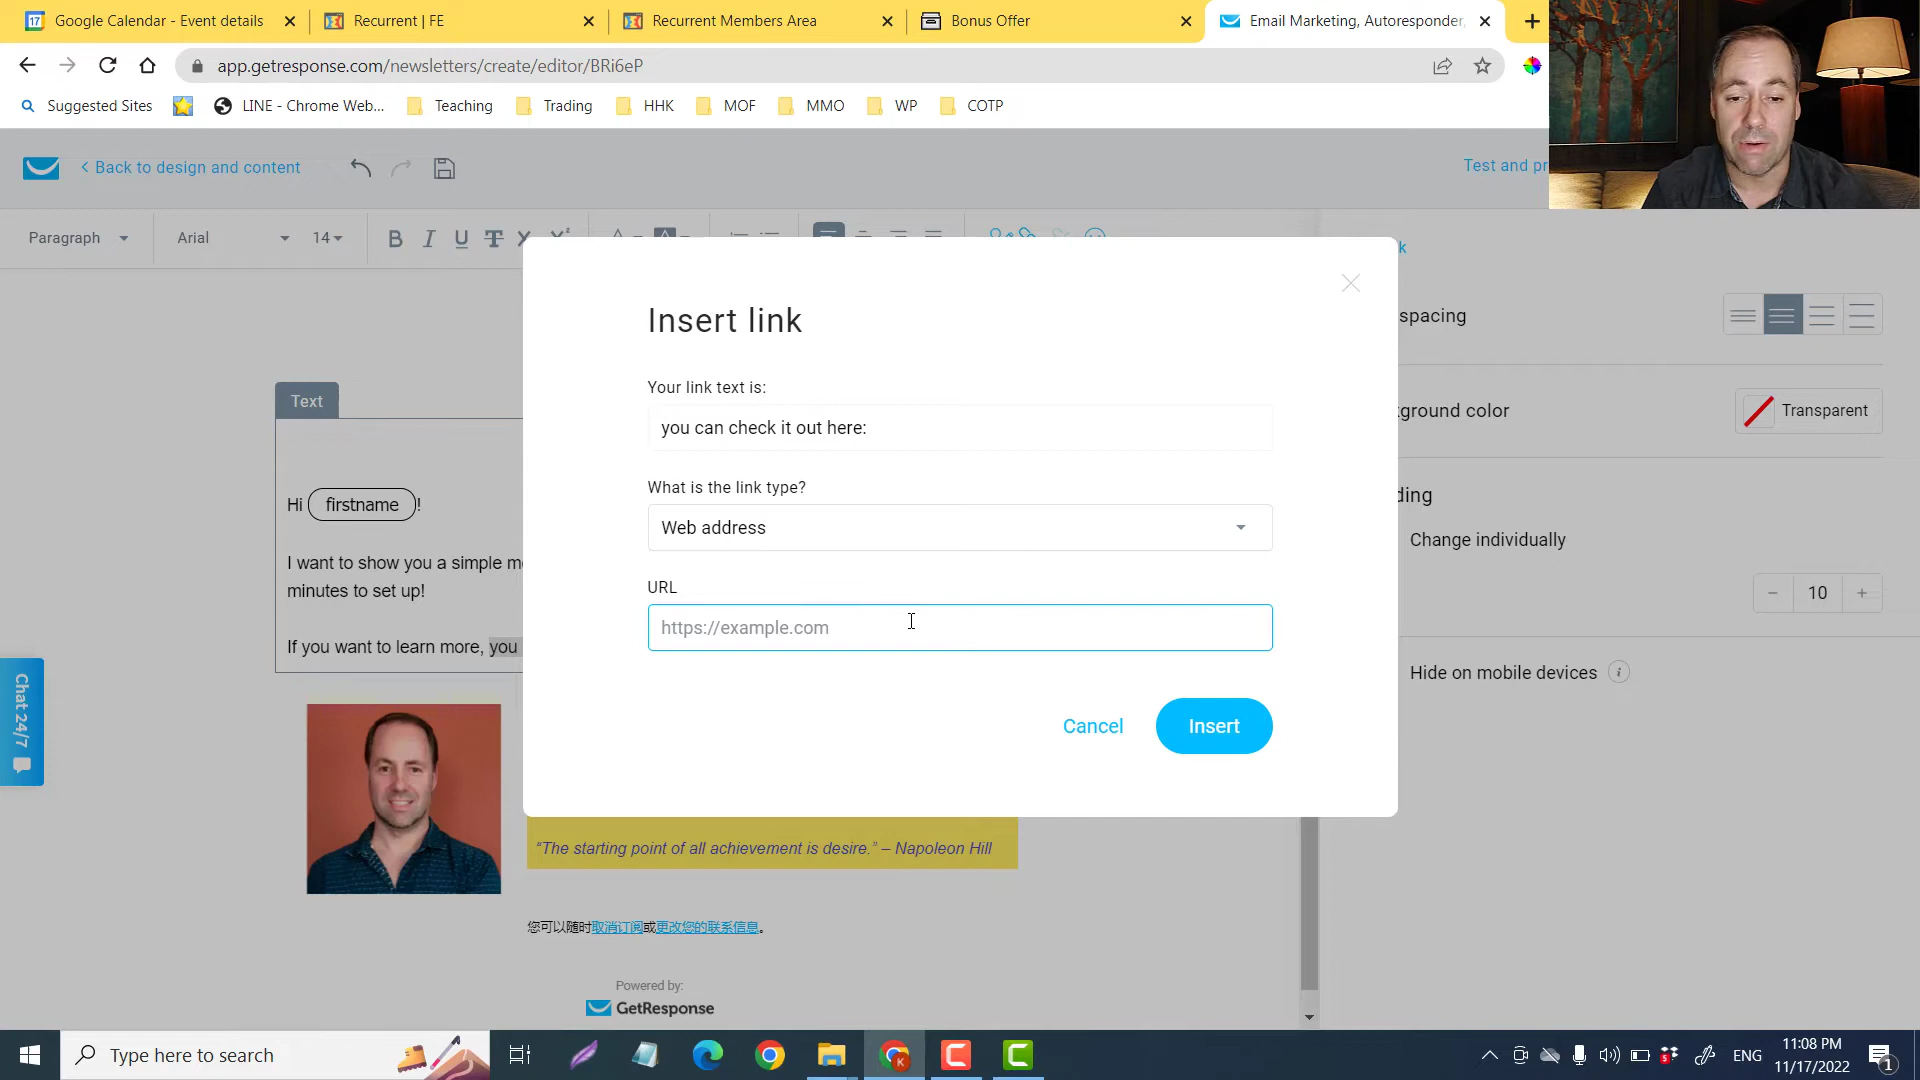 Google Calendar - Event details
Recurrent | FE
Recurrent Members Area
Bonus Offer
Email Marketing, Autoresponder,
app.getresponse.com/newsletters/create/editor/BRi6eP
Suggested Sites
LINE - Chrome Web...
Teaching
Trading
HHK
MOF
MMO
WP
COTP
Back to design and content
Test and pr
Paragraph
Arial
14
B I U
Insert link
Your link text is:
you can check it out here:
What is the link type?
Web address
URL
https://example.com
Cancel
Insert
k
spacing
ground color
Transparent
ding
Change individually
10
Hide on mobile devices
Text
Hi firstname!
I want to show you a simple me
minutes to set up!
If you want to learn more, you
Chat 24/7
“The starting point of all achievement is desire.” – Napoleon Hill
您可以随时取消订阅或更改您的联系信息。
Powered by:
GetResponse
Type here to search
ENG
11:08 PM
11/17/2022
1